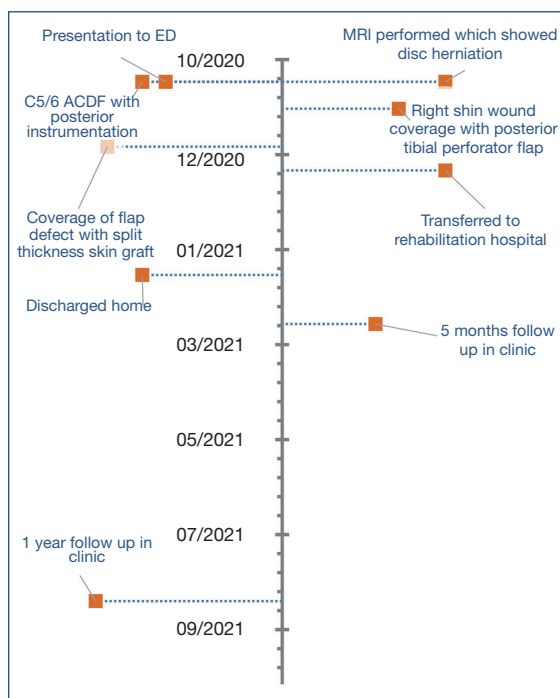 Presentation to ED
10/2020
MRI performed which showed
disc herniation
C5/6 ACDF with
posterior
instrumentation
Right shin wound
coverage with posterior
tibial perforator flap
12/2020
Coverage of flap
defect with split
thickness skin graft
Transferred to
rehabilitation hospital
01/2021
Discharged home
5 months follow
up in clinic
03/2021
05/2021
07/2021
1 year follow up in
clinic
09/2021